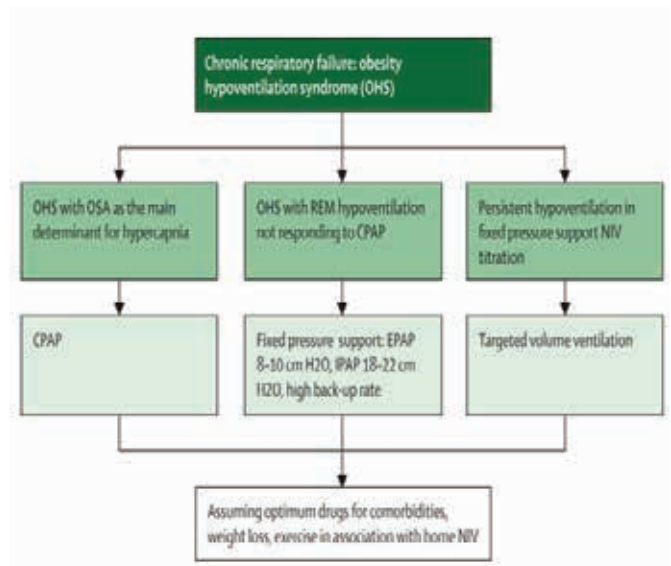 Chronic respiratory failure: obesity
hypoventilation syndrome (OHS)
OHS with OSA as the main
determinant for hypercapnia
OHS with REM hypoventilation
not responding to CPAP
Persistent hypoventilation in
fixed pressure support NIV
titration
CPAP
Fixed pressure support: EPAP
8-10 cm H2O, IPAP 18-22 cm
H2O, high back-up rate
Targeted volume ventilation
Assuming optimum drugs for comorbidities,
weight loss, exercise in association with home NIV